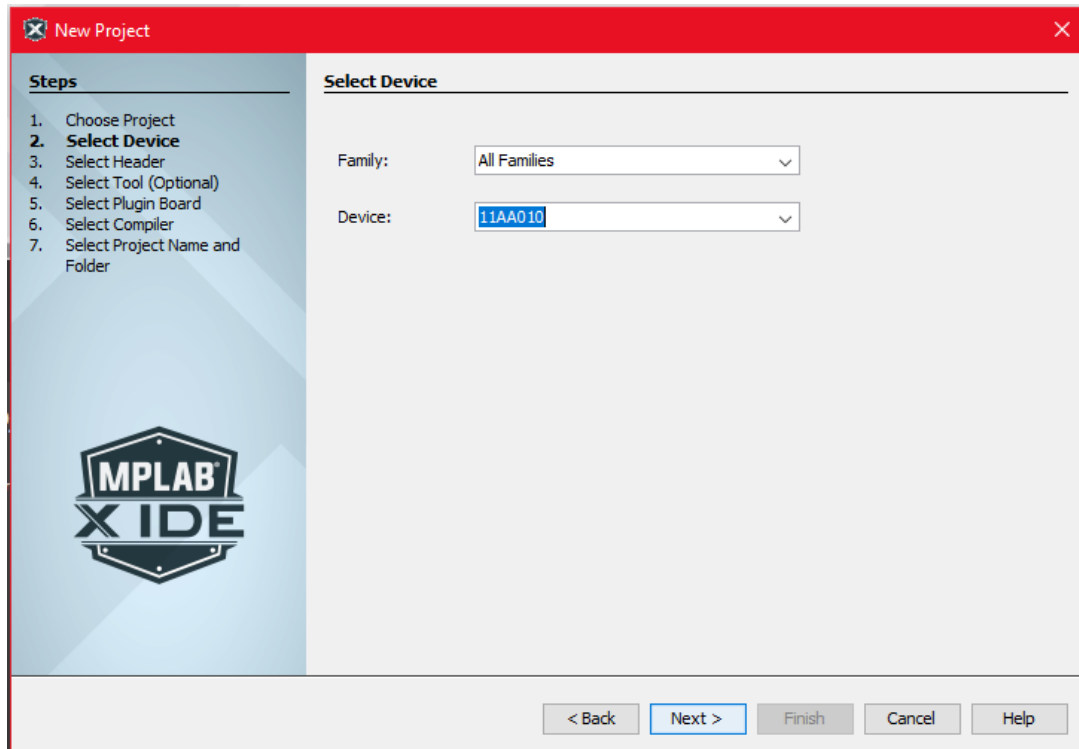 New Project
Steps
1. Choose Project
2. Select Device
3. Select Header
4. Select Tool (Optional)
5. Select Plugin Board
6. Select Compiler
7. Select Project Name and
Folder
MPLAB®
X IDE
Select Device
Family: All Families
Device: 11AA010
< Back Next > Finish Cancel Help